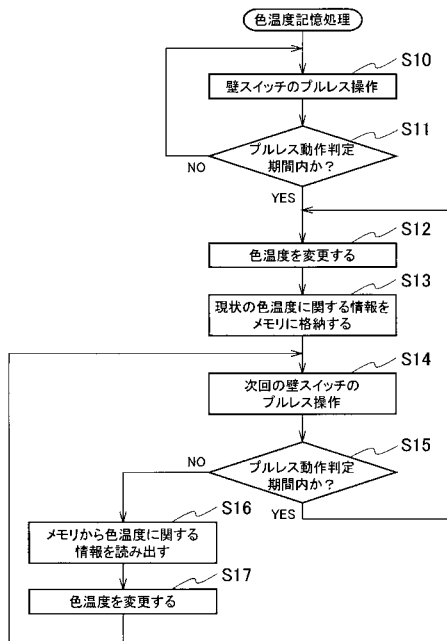 色温度記憶処理
S10
壁スイッチのプルレス操作
S11
プルレス動作判定
期間内か?
NO
YES
S12
色温度を変更する
S13
現状の色温度に関する情報を
メモリに格納する
S14
次回の壁スイッチの
プルレス操作
S15
プルレス動作判定
期間内か?
NO
YES
S16
メモリから色温度に関する
情報を読み出す
S17
色温度を変更する